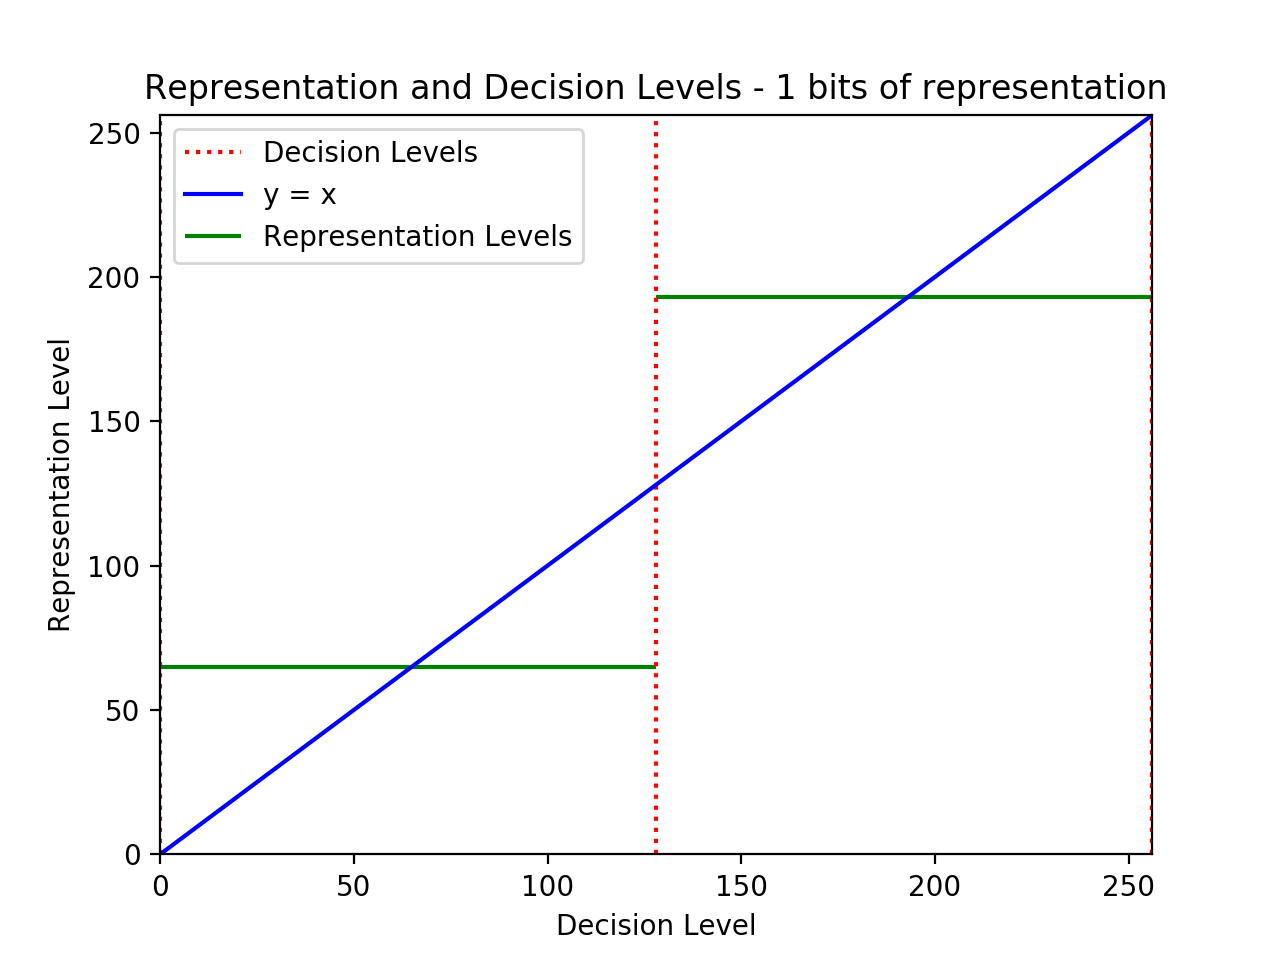 Representation and Decision Levels - 1 bits of representation
Decision Levels
y = x
Representation Levels
Representation Level
250
200
150
100
50
0
0 50 100 150 200 250
Decision Level